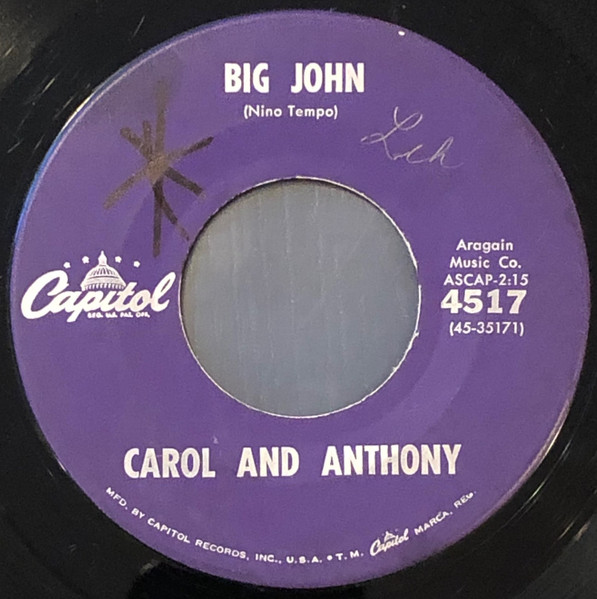 BIG JOHN
(Nino Tempo)
Capitol
REG. U.S. PAT. OFF.
Aragain
Music Co.
ASCAP-2:15
4517
(45-35171)
CAROL AND ANTHONY
MFD. BY CAPITOL RECORDS, INC., U.S.A. • T.M. Capitol MARCA. REG.